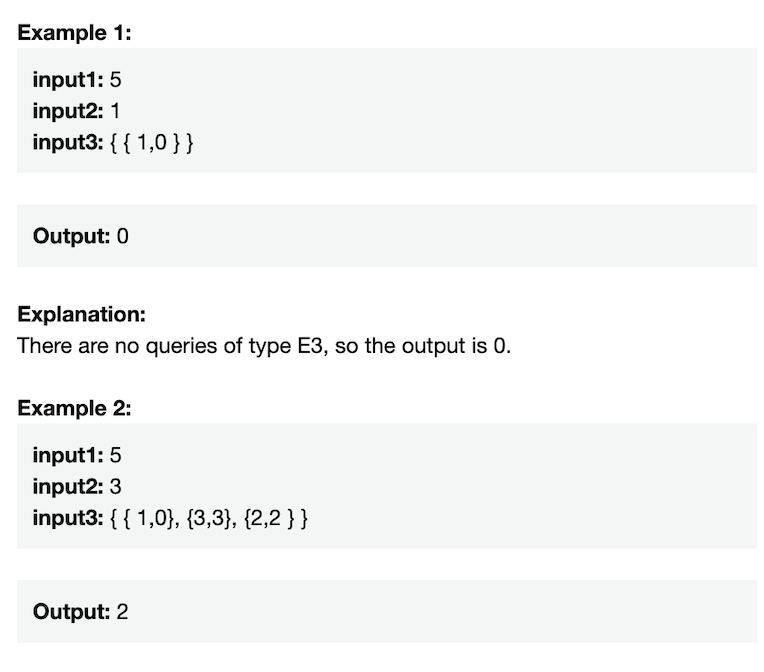 Example 1:
input1: 5
input2: 1
input3: { { 1,0 } }
Output: 0
Explanation:
There are no queries of type E3, so the output is 0.
Example 2:
input1: 5
input2: 3
input3: { { 1,0}, {3,3}, {2,2 } }
Output: 2